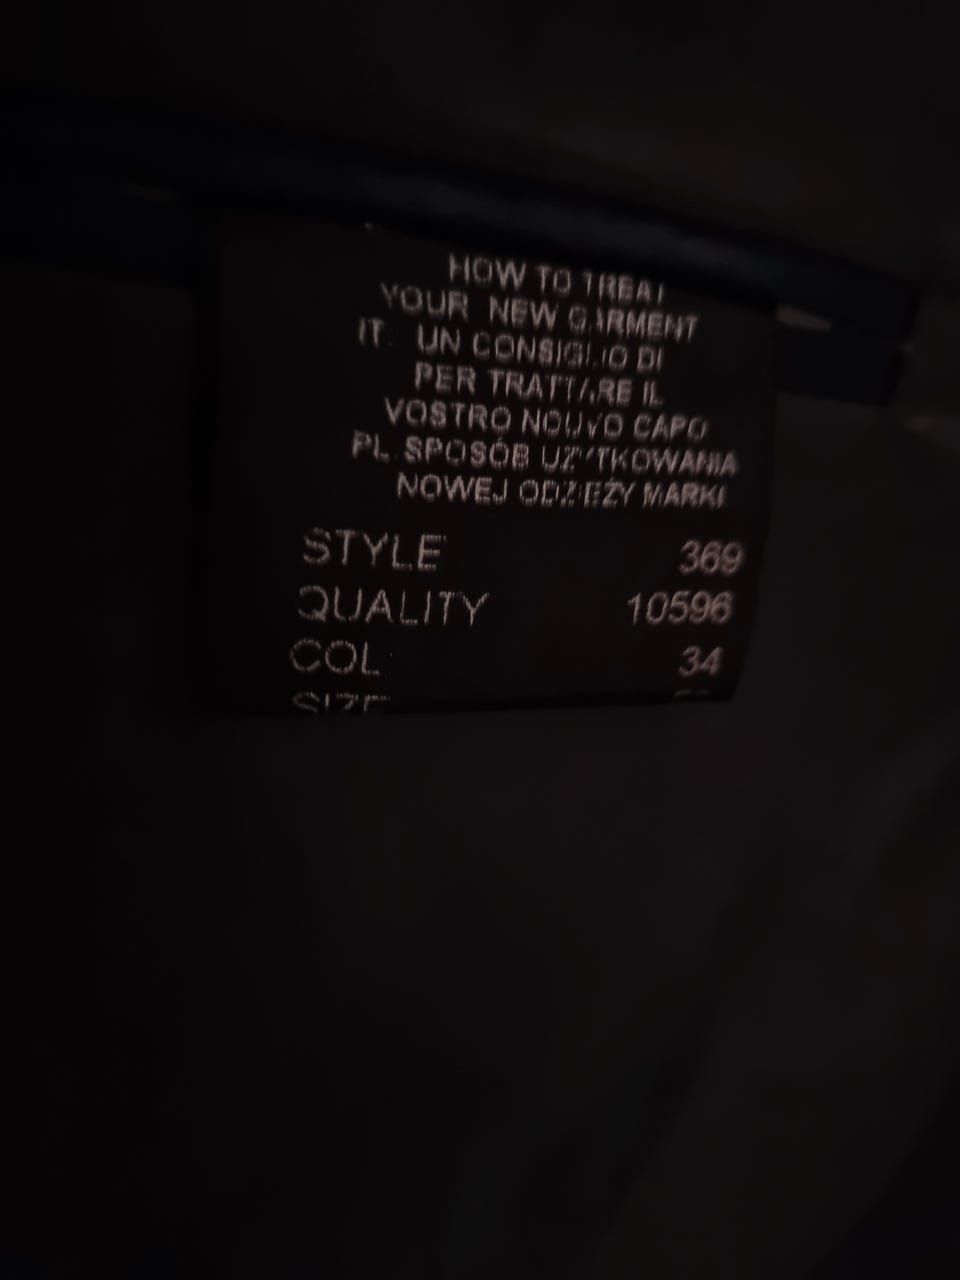 HOW TO TREAT
YOUR NEW GARMENT
IT. UN CONSIGLIO DI
PER TRATTARE IL
VOSTRO NOUVO CAPO
PL SPOSÓB UŻYTKOWANIA
NOWEJ ODZIEŻY MARKI
STYLE 369
QUALITY 10596
COL. 34
SIZE